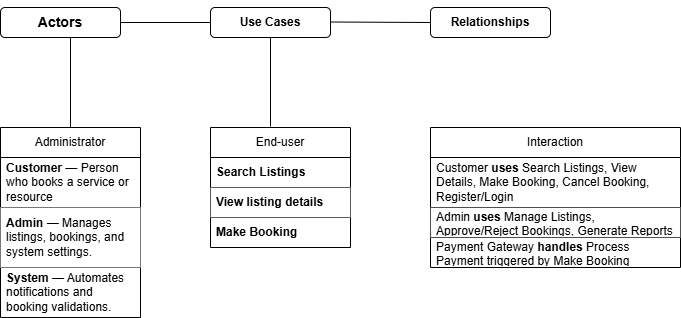 Actors
Use Cases
Relationships
Administrator
Customer — Person
who books a service or
resource
Admin — Manages
listings, bookings, and
system settings.
System — Automates
notifications and
booking validations.
End-user
Search Listings
View listing details
Make Booking
Interaction
Customer uses Search Listings, View
Details, Make Booking, Cancel Booking,
Register/Login
Admin uses Manage Listings,
Approve/Reject Bookings, Generate Reports
Payment Gateway handles Process
Payment triggered by Make Booking